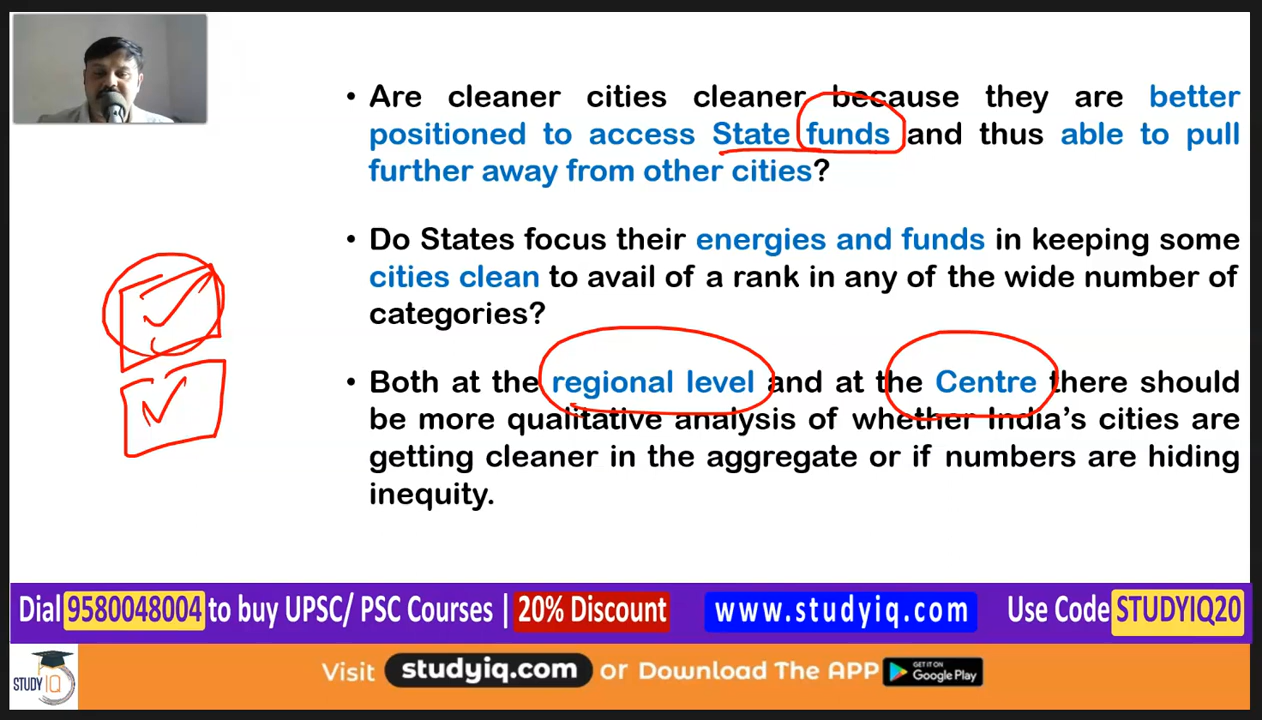 • Are cleaner cities cleaner because they are better
positioned to access State funds and thus able to pull
further away from other cities?
• Do States focus their energies and funds in keeping some
cities clean to avail of a rank in any of the wide number of
categories?
• Both at the regional level and at the Centre there should
be more qualitative analysis of whether India's cities are
getting cleaner in the aggregate or if numbers are hiding
inequity.
Dial 9580048004 to buy UPSC/ PSC Courses | 20% Discount www.studyiq.com Use Code STUDYIQ20
STUDY IQ Visit studyiq.com or Download The APP GET IT ON Google Play